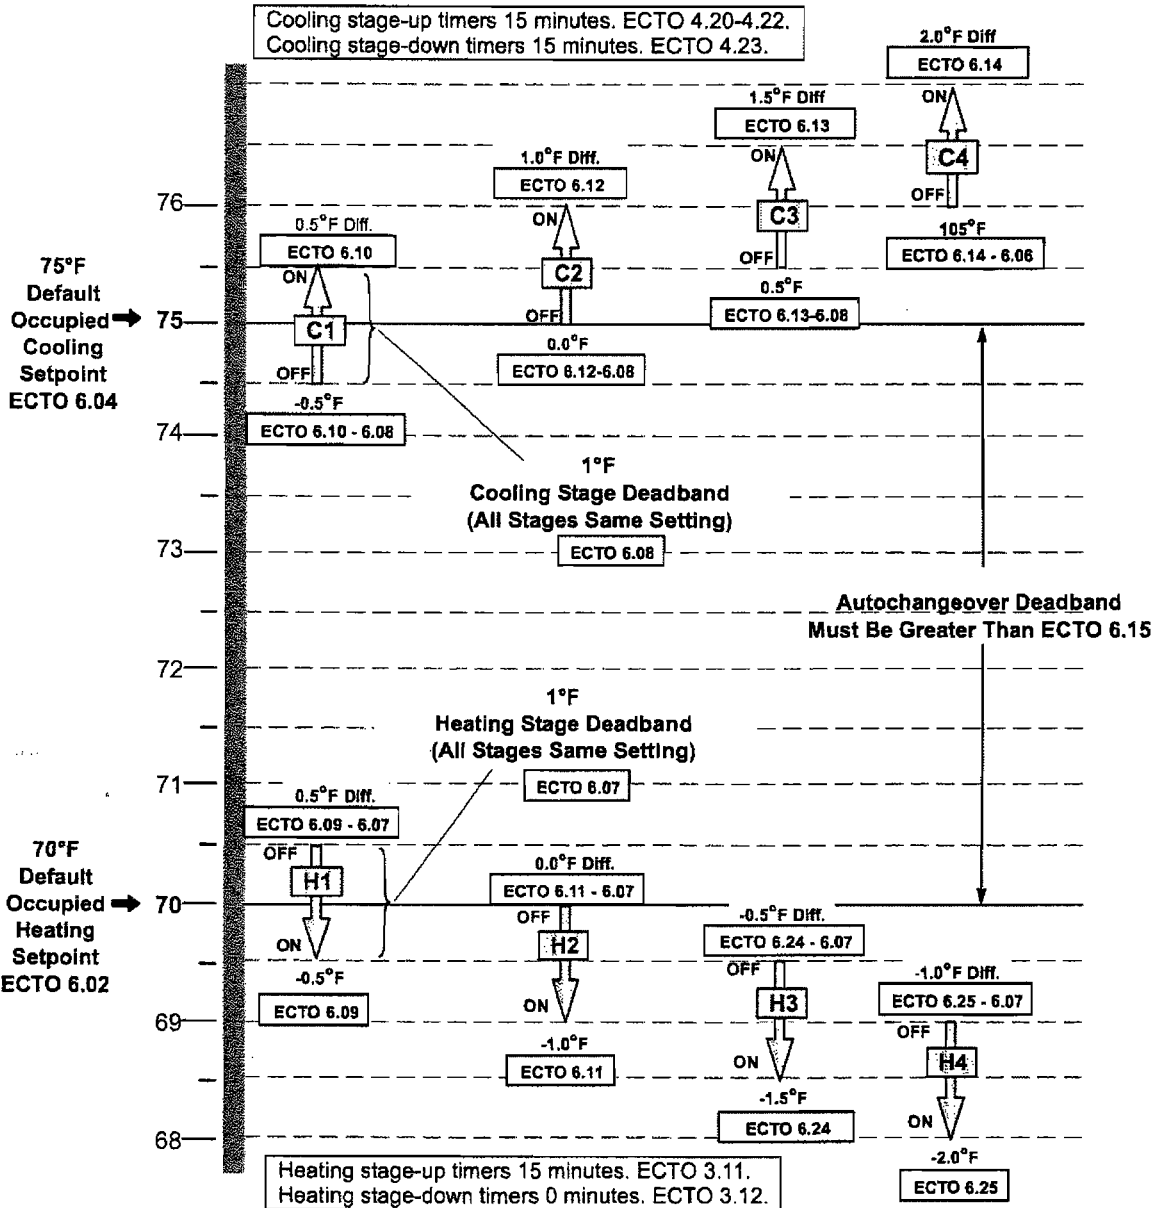 Cooling stage-up timers 15 minutes. ECTO 4.20-4.22.
Cooling stage-down timers 15 minutes. ECTO 4.23.
2.0°F Diff
ECTO 6.14
ON
C4
OFF
105°F
ECTO 6.14 - 6.06
1.5°F Diff
ECTO 6.13
ON
C3
OFF
0.5°F
ECTO 6.13-6.08
1.0°F Diff.
ECTO 6.12
ON
C2
OFF
0.0°F
ECTO 6.12-6.08
0.5°F Diff.
ECTO 6.10
ON
C1
OFF
-0.5°F
ECTO 6.10 - 6.08
76
75°F
Default
Occupied
Cooling
Setpoint
ECTO 6.04
75
74
1°F
Cooling Stage Deadband
(All Stages Same Setting)
ECTO 6.08
73
Autochangeover Deadband
Must Be Greater Than ECTO 6.15
72
1°F
Heating Stage Deadband
(All Stages Same Setting)
ECTO 6.07
71
0.5°F Diff.
ECTO 6.09 - 6.07
OFF
H1
ON
-0.5°F
ECTO 6.09
70°F
Default
Occupied
Heating
Setpoint
ECTO 6.02
70
0.0°F Diff.
ECTO 6.11 - 6.07
OFF
H2
ON
-1.0°F
ECTO 6.11
-0.5°F Diff.
ECTO 6.24 - 6.07
OFF
H3
ON
-1.5°F
ECTO 6.24
-1.0°F Diff.
ECTO 6.25 - 6.07
OFF
H4
ON
-2.0°F
ECTO 6.25
69
68
Heating stage-up timers 15 minutes. ECTO 3.11.
Heating stage-down timers 0 minutes. ECTO 3.12.